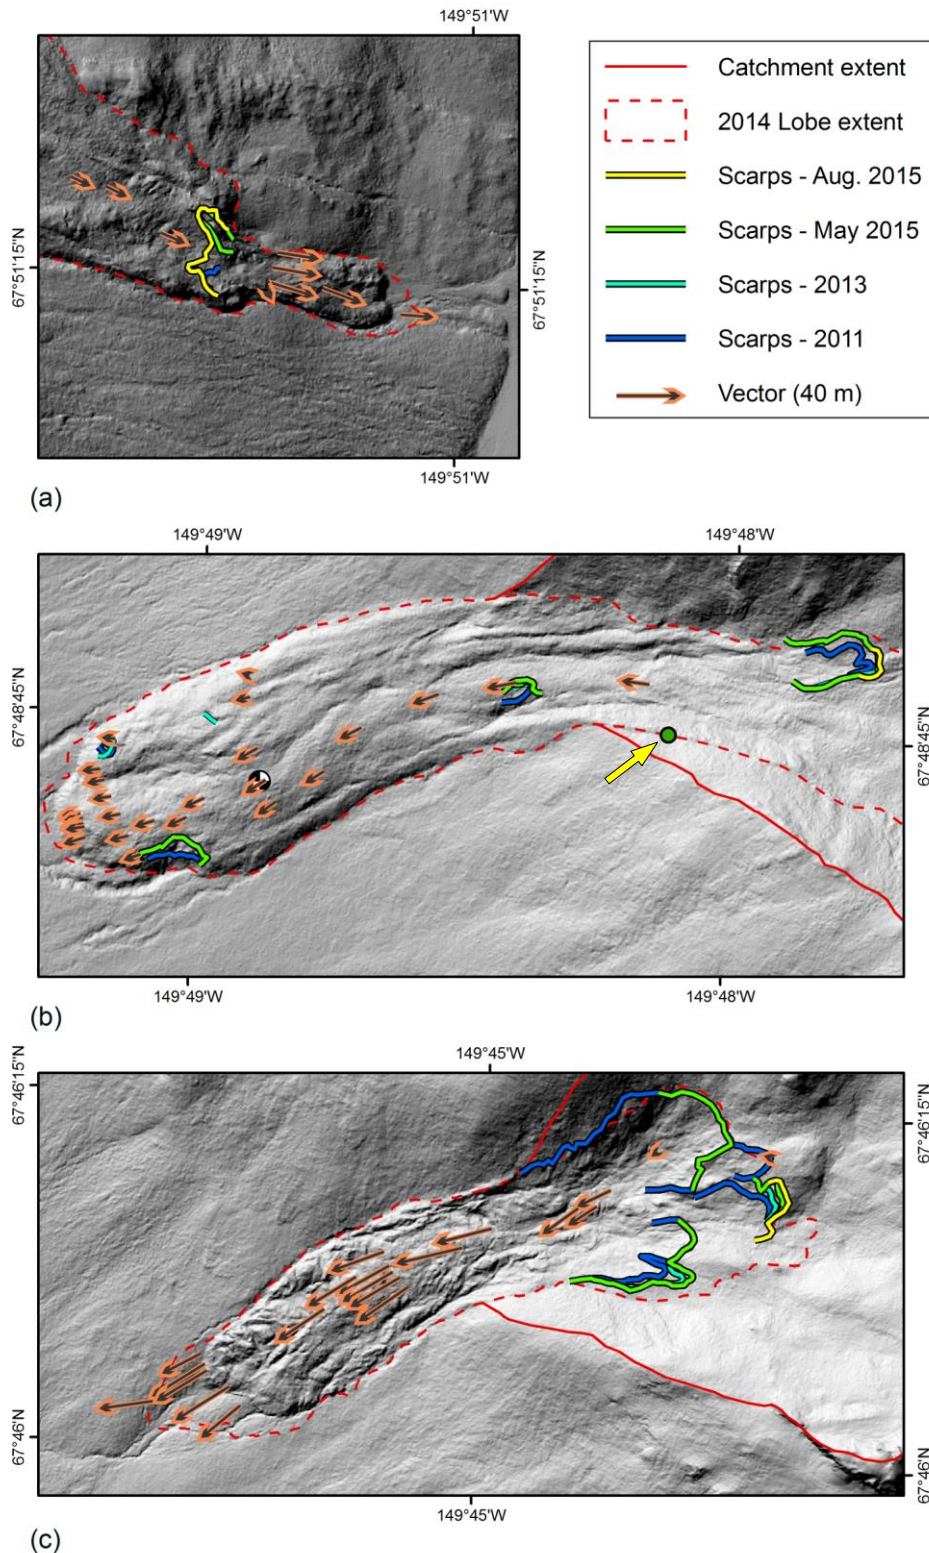 149°51'W
67°51'15"N
67°51'15"N
149°51'W
(a)
Catchment extent
2014 Lobe extent
Scarps - Aug. 2015
Scarps - May 2015
Scarps - 2013
Scarps - 2011
Vector (40 m)
149°49'W
149°48'W
67°48'45"N
67°48'45"N
149°49'W
149°48'W
(b)
149°45'W
67°46'15"N
67°46'15"N
67°46'N
67°46'N
149°45'W
(c)